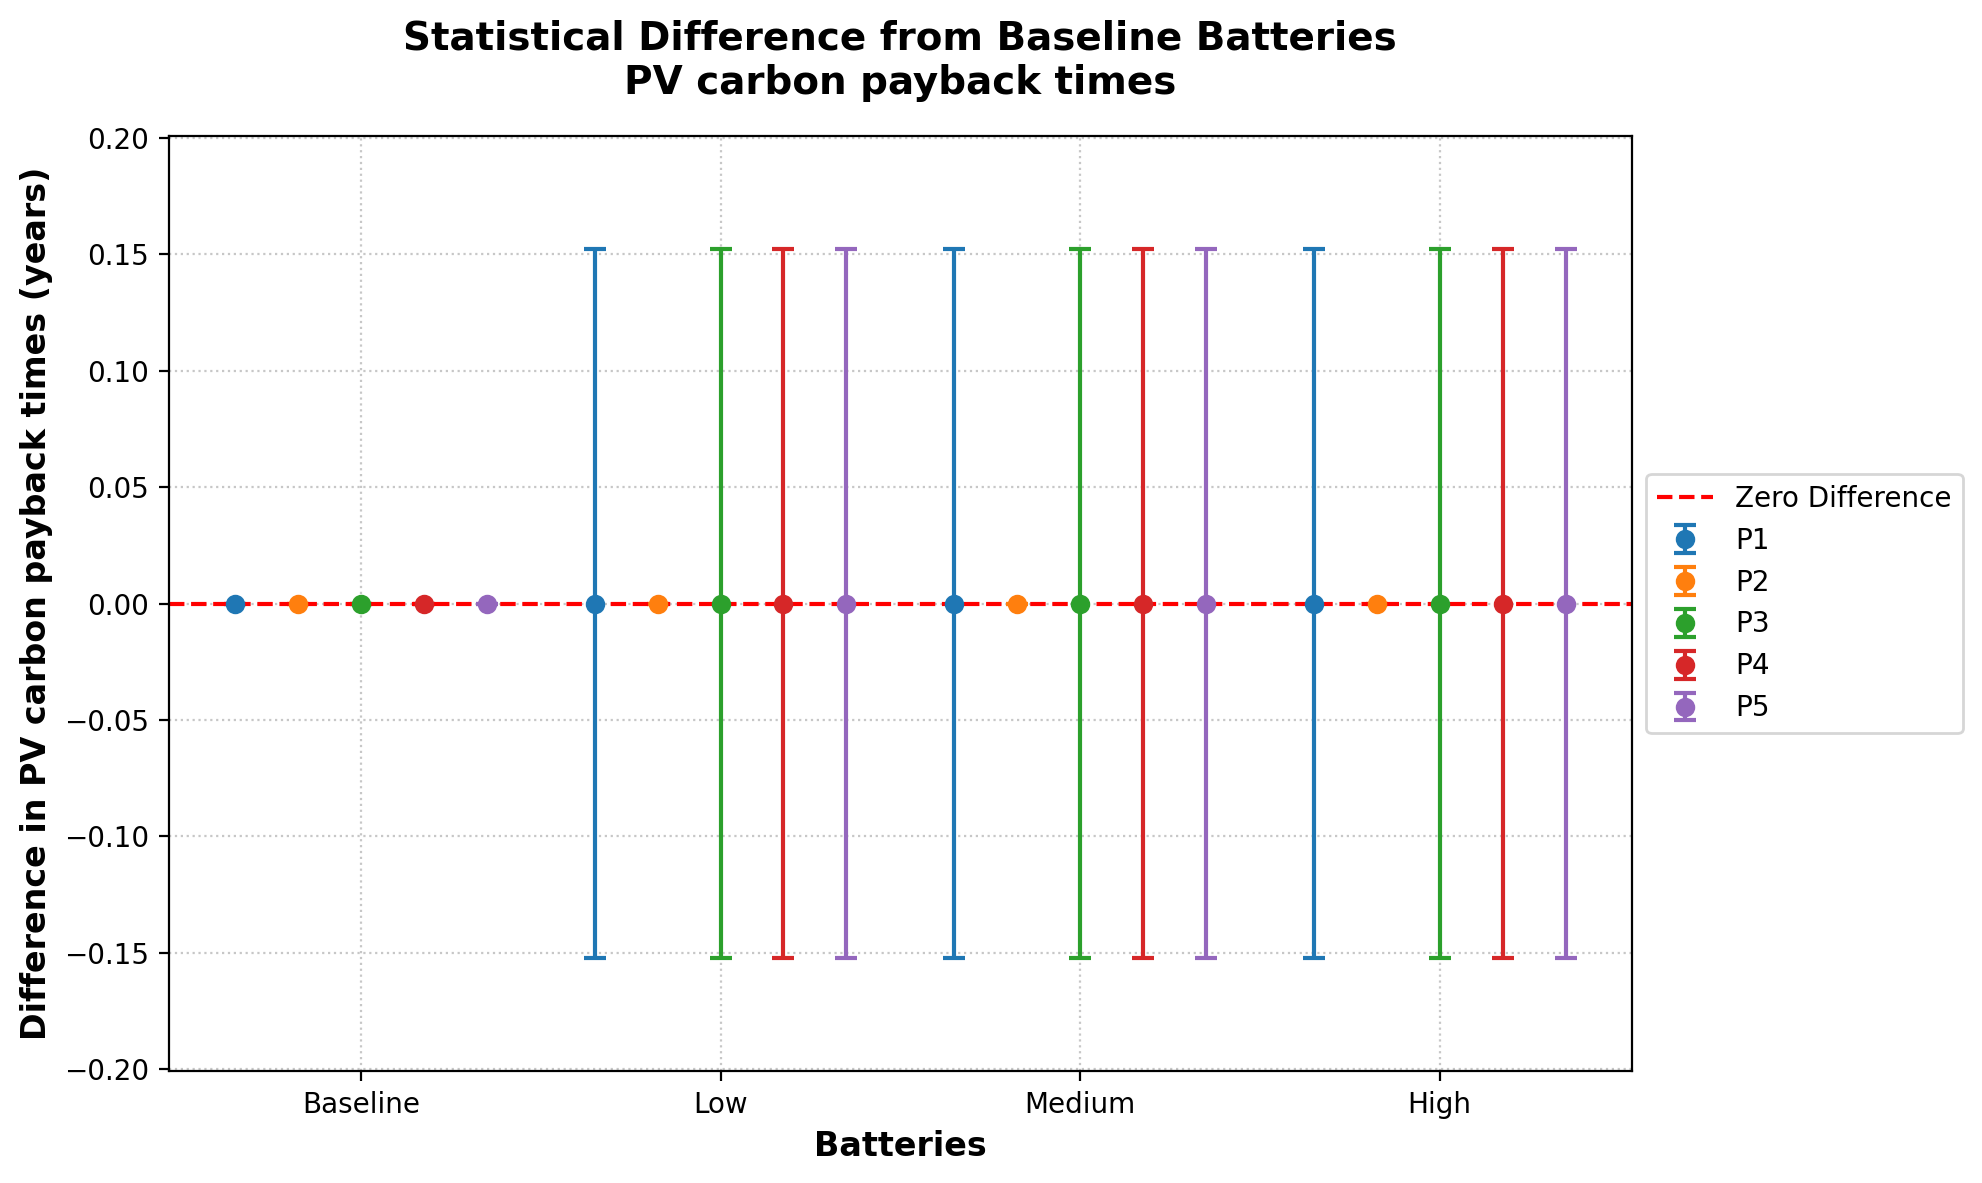 Statistical Difference from Baseline Batteries
PV carbon payback times
Difference in PV carbon payback times (years)
0.20
0.15
0.10
0.05
0.00
−0.05
−0.10
−0.15
−0.20
Baseline
Low
Medium
High
Batteries
Zero Difference
P1
P2
P3
P4
P5